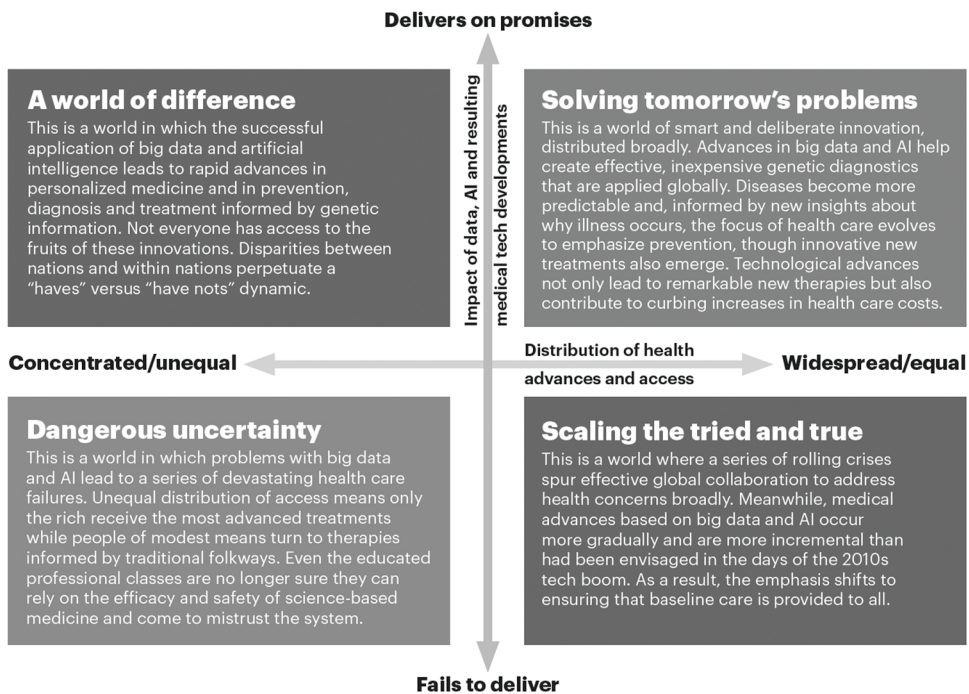 Delivers on promises
A world of difference
This is a world in which the successful
application of big data and artificial
intelligence leads to rapid advances in
personalized medicine and in prevention,
diagnosis and treatment informed by genetic
information. Not everyone has access to the
fruits of these innovations. Disparities between
nations and within nations perpetuate a
“haves” versus “have nots” dynamic.
Impact of data, AI and resulting
medical tech developments
Solving tomorrow’s problems
This is a world of smart and deliberate innovation,
distributed broadly. Advances in big data and AI help
create effective, inexpensive genetic diagnostics
that are applied globally. Diseases become more
predictable and, informed by new insights about
why illness occurs, the focus of health care evolves
to emphasize prevention, though innovative new
treatments also emerge. Technological advances
not only lead to remarkable new therapies but also
contribute to curbing increases in health care costs.
Concentrated/unequal
Distribution of health
advances and access
Widespread/equal
Dangerous uncertainty
This is a world in which problems with big data
and AI lead to a series of devastating health care
failures. Unequal distribution of access means only
the rich receive the most advanced treatments
while people of modest means turn to therapies
informed by traditional folkways. Even the educated
professional classes are no longer sure they can
rely on the efficacy and safety of science-based
medicine and come to mistrust the system.
Scaling the tried and true
This is a world where a series of rolling crises
spur effective global collaboration to address
health concerns broadly. Meanwhile, medical
advances based on big data and AI occur
more gradually and are more incremental than
had been envisaged in the days of the 2010s
tech boom. As a result, the emphasis shifts to
ensuring that baseline care is provided to all.
Fails to deliver